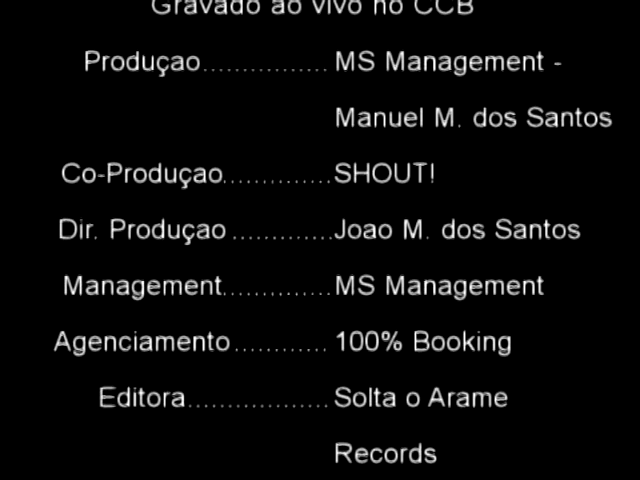 Gravado ao vivo no CCB
Produçao................ MS Management -
Manuel M. dos Santos
Co-Produçao..............SHOUT!
Dir. Produçao.............Joao M. dos Santos
Management..............MS Management
Agenciamento............ 100% Booking
Editora..................Solta o Arame
Records